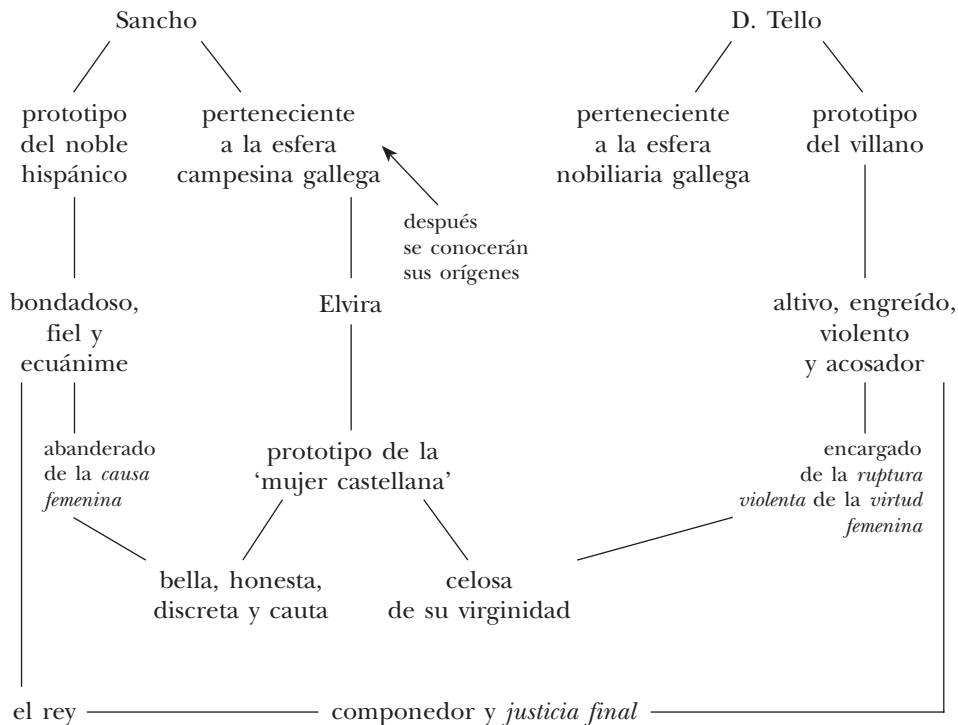 Sancho
D. Tello
prototipo
del noble
hispánico
perteneciente
a la esfera
campesina gallega
perteneciente
a la esfera
nobiliaria gallega
prototipo
del villano
después
se conocerán
sus orígenes
bondadoso,
fiel y
ecuánime
Elvira
altivo, engreído,
violento
y acosador
abanderado
de la causa
femenina
prototipo de la
‘mujer castellana’
encargado
de la ruptura
violenta de la virtud
femenina
bella, honesta,
discreta y cauta
celosa
de su virginidad
el rey
componedor y justicia final